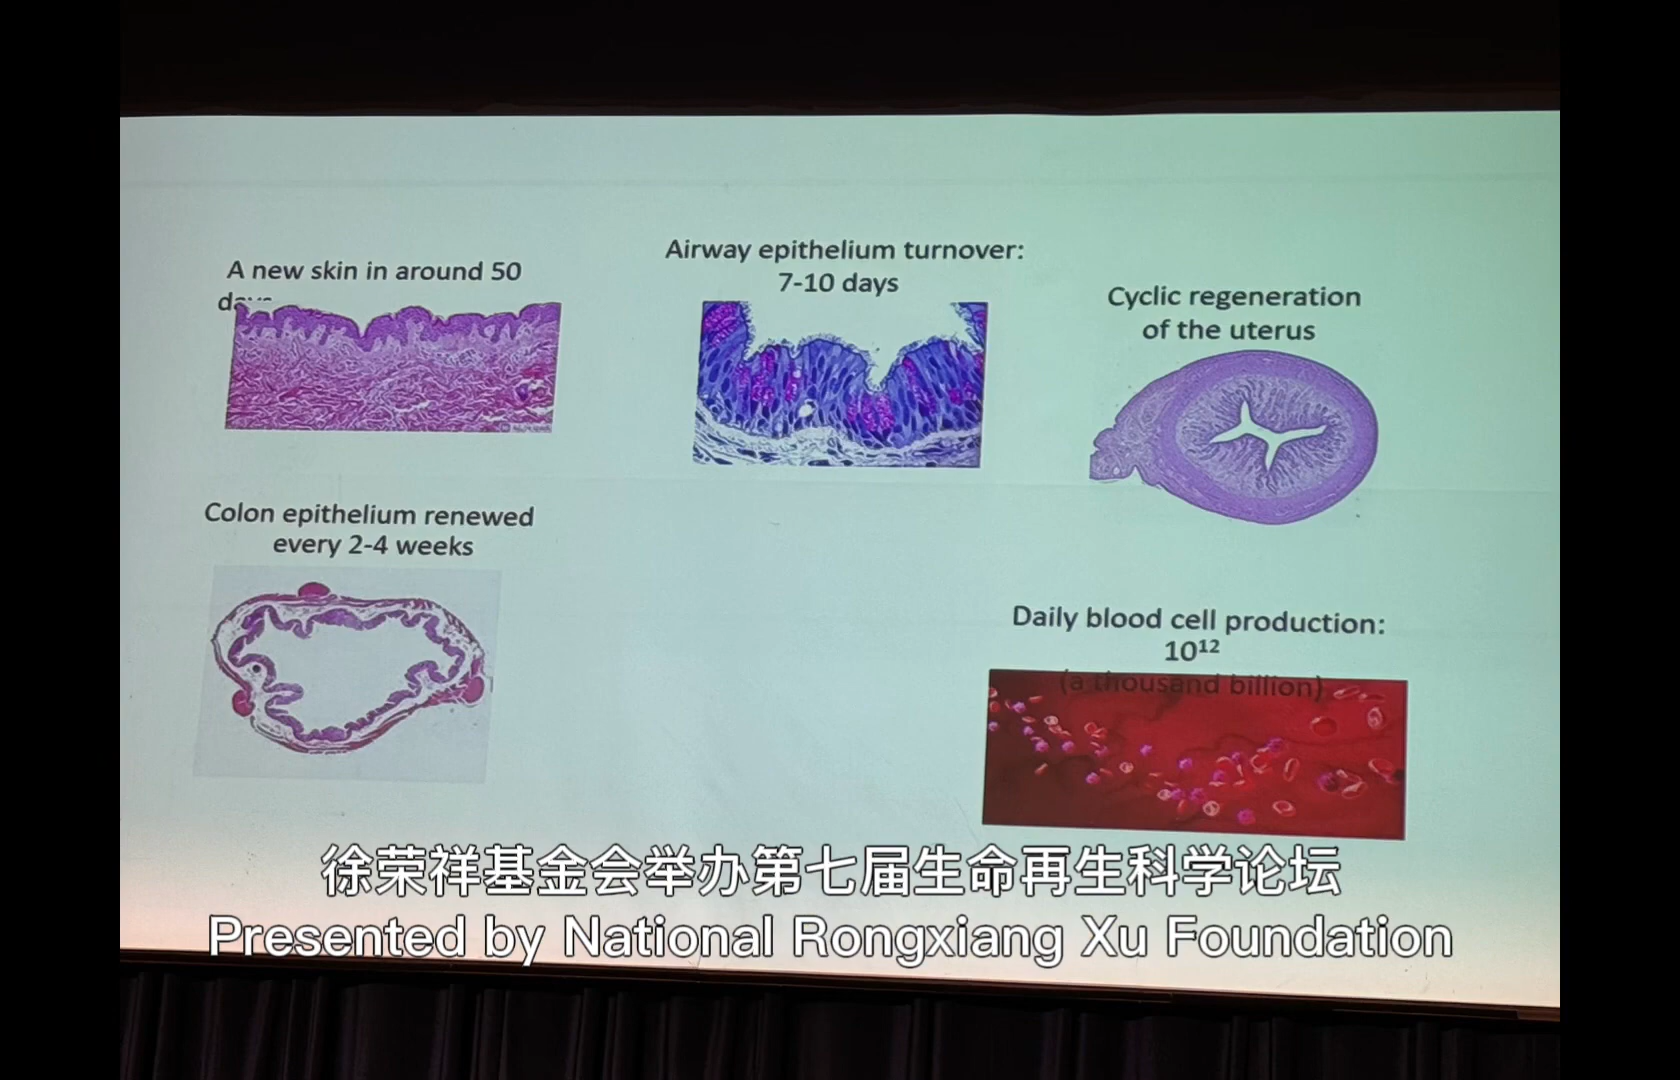 A new skin in around 50
Airway epithelium turnover:
7-10 days
Cyclic regeneration
of the uterus
Colon epithelium renewed
every 2-4 weeks
Daily blood cell production:
10¹²
(a thousand billion)
徐荣祥基金会举办第七届生命再生科学论坛
Presented by National Rongxiang Xu Foundation